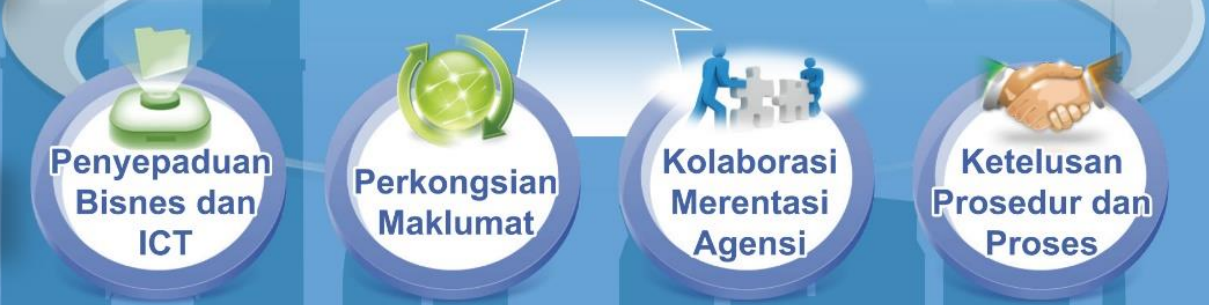 Penyepaduan
Bisnes dan
ICT
Perkongsian
Maklumat
Kolaborasi
Merentasi
Agensi
Ketelusan
Prosedur dan
Proses